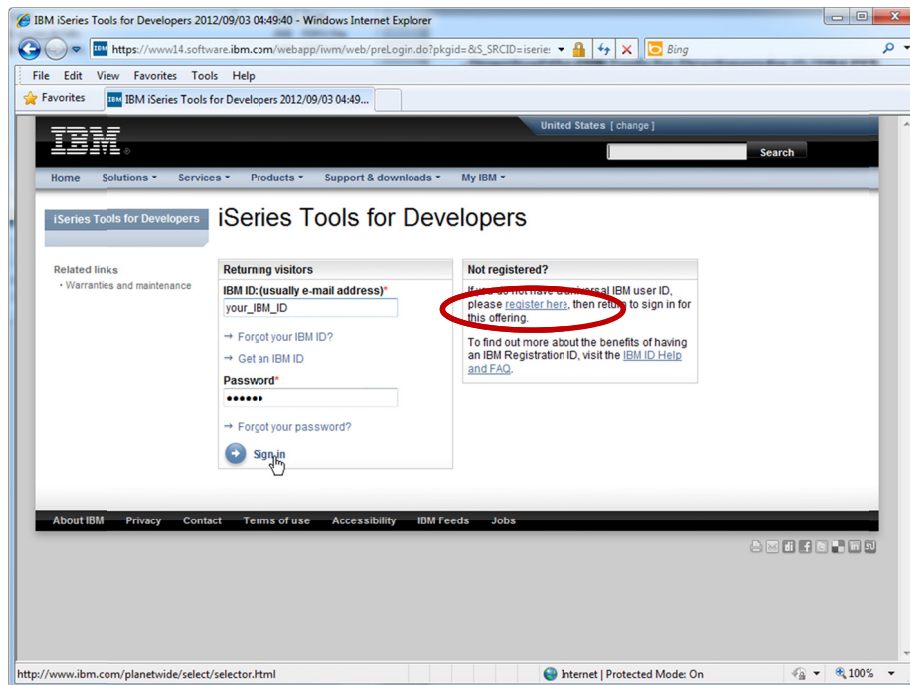 IBM iSeries Tools for Developers 2012/09/03 04:49:40 - Windows Internet Explorer
https://www14.software.ibm.com/webapp/iwm/web/preLogin.do?pkgid=&S_SRCID=iserie:
Bing
File Edit View Favorites Tools Help
Favorites
IBM iSeries Tools for Developers 2012/09/03 04:49...
United States [ change ]
IBM®
Search
Home Solutions Services Products Support & downloads My IBM
iSeries Tools for Developers
iSeries Tools for Developers
Related links
• Warranties and maintenance
Returning visitors
IBM ID:(usually e-mail address)*
your_IBM_ID
→ Forgot your IBM ID?
→ Get an IBM ID
Password*
••••••
→ Forgot your password?
Sign in
Not registered?
If you do not have a universal IBM user ID,
please register here, then return to sign in for
this offering.
To find out more about the benefits of having
an IBM Registration ID, visit the IBM ID Help
and FAQ.
About IBM Privacy Contact Terms of use Accessibility IBM Feeds Jobs
http://www.ibm.com/planetwide/select/selector.html
Internet | Protected Mode: On
100%